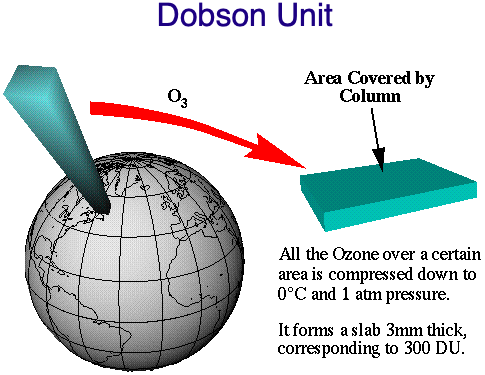 Dobson Unit
O3
Area Covered by
Column
All the Ozone over a certain
area is compressed down to
0°C and 1 atm pressure.
It forms a slab 3mm thick,
corresponding to 300 DU.